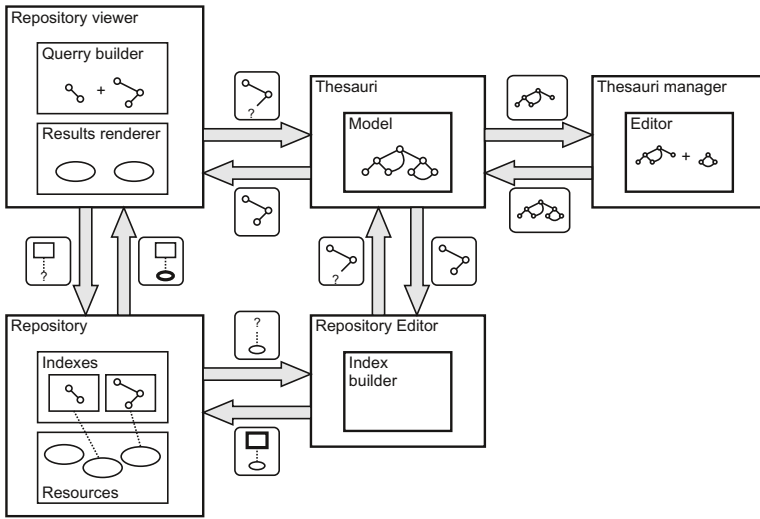 Repository viewer
Querry builder
+
Results renderer
?
Thesauri
Model
Thesauri manager
Editor
+
?
?
Repository
Indexes
Resources
?
Repository Editor
Index
builder